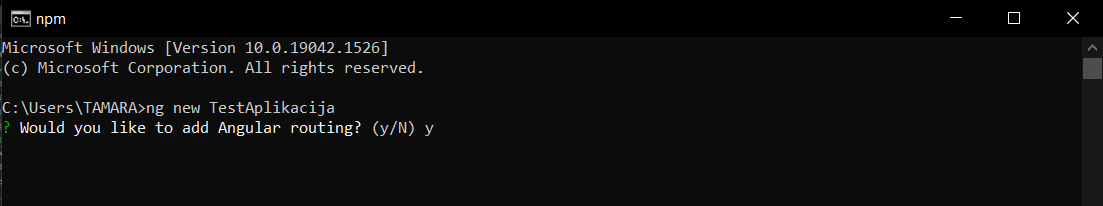 npm
Microsoft Windows [Version 10.0.19042.1526]
(c) Microsoft Corporation. All rights reserved.
C:\Users\TAMARA>ng new TestAplikacija
? Would you like to add Angular routing? (y/N) y